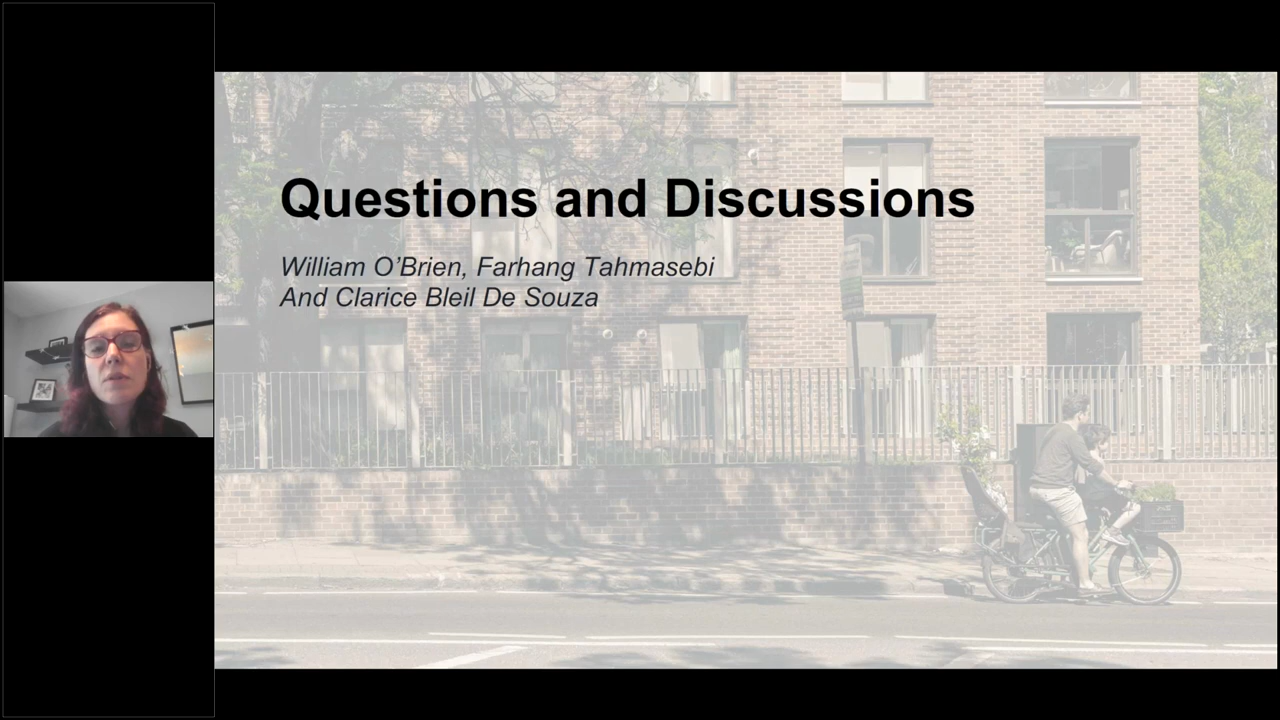 Questions and Discussions
William O’Brien, Farhang Tahmasebi
And Clarice Bleil De Souza